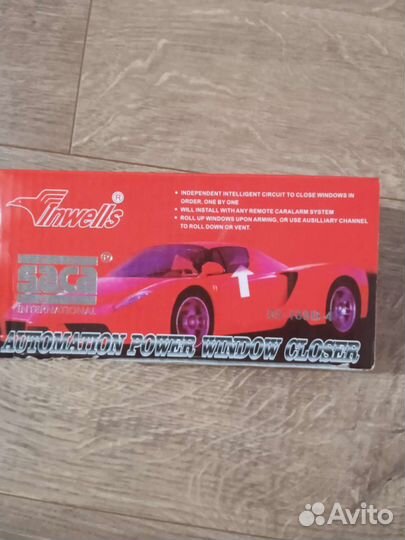 Inwells®
• INDEPENDENT INTELLIGENT CIRCUIT TO CLOSE WINDOWS IN
ORDER, ONE BY ONE
• WILL INSTALL WITH ANY REMOTE CARALARM SYSTEM
• ROLL UP WINDOWS UPON ARMING, OR USE AUSILLIARY CHANNEL
TO ROLL DOWN OR VENT.
saca®
INTERNATIONAL
AUTOMATION POWER WINDOW CLOSER
Avito